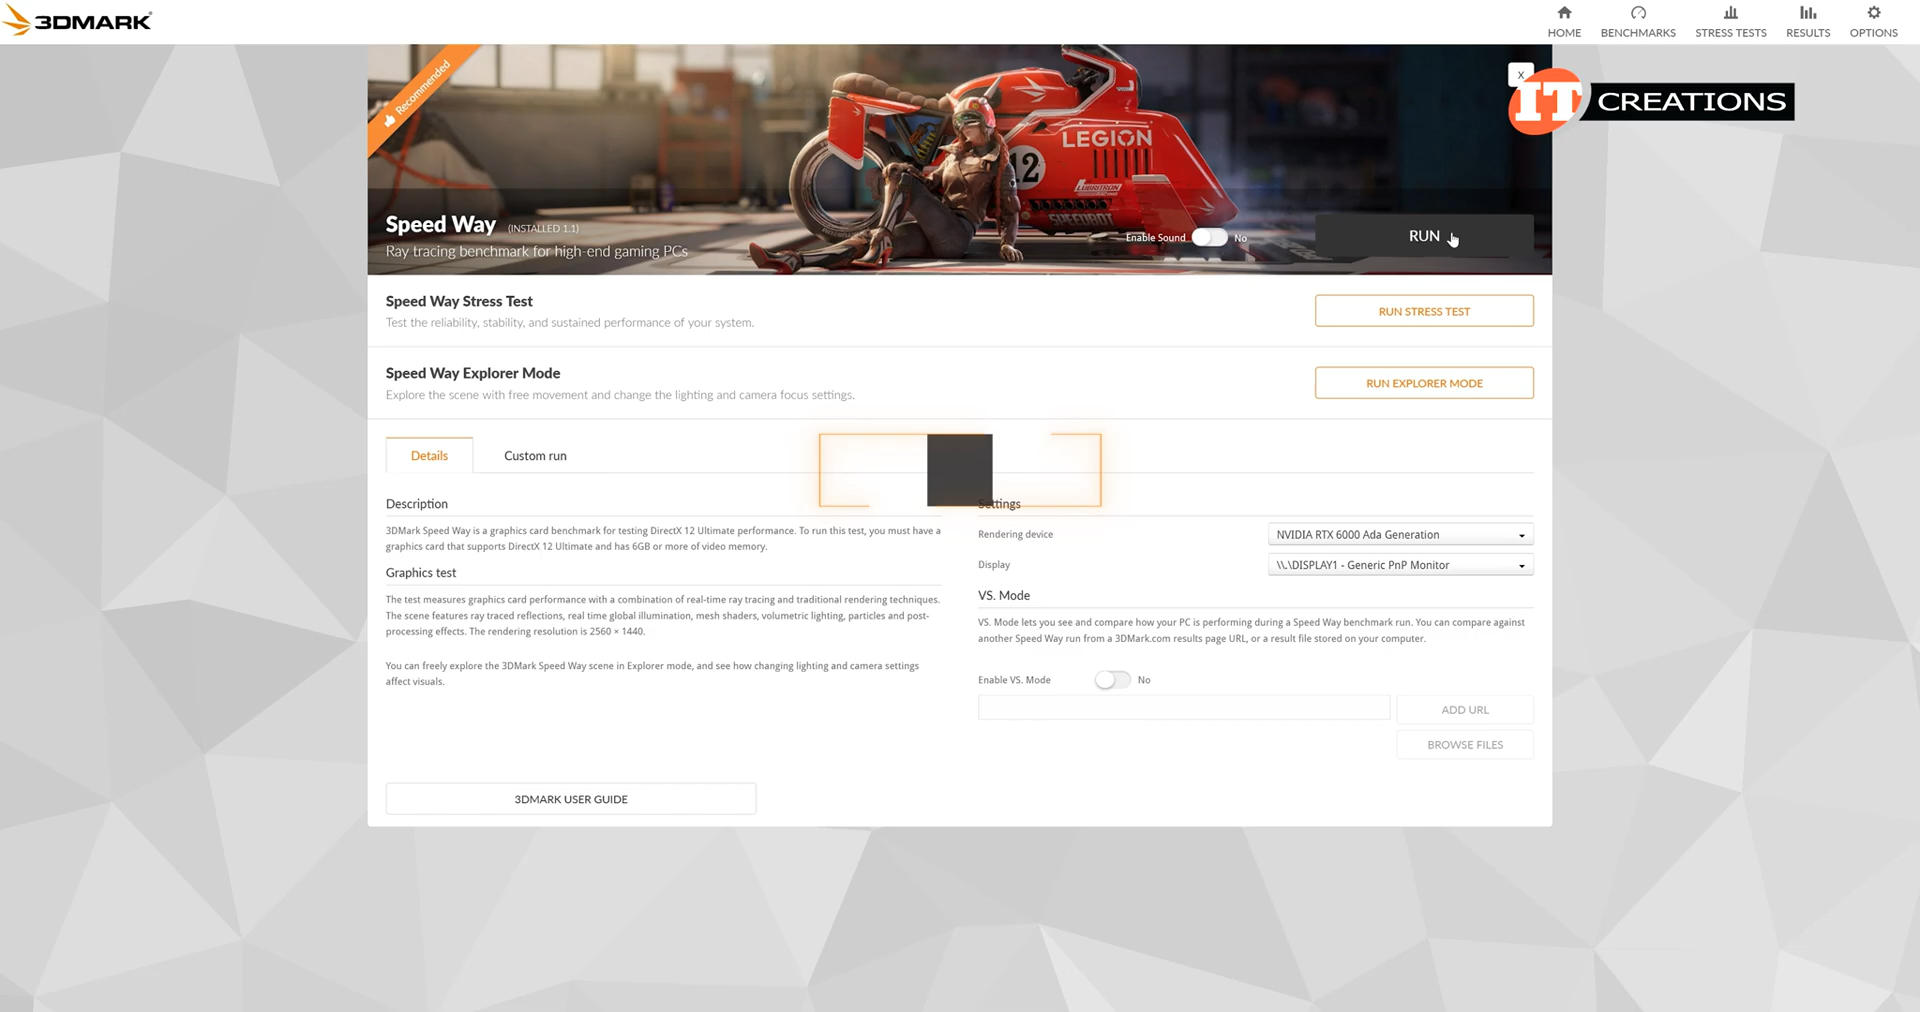 3DMARK
HOME
BENCHMARKS
STRESS TESTS
RESULTS
OPTIONS
Recommended
X
IT CREATIONS
LEGION
12
LUBRITRON
SPEEDBOT
Speed Way (INSTALLED 1.1)
Ray tracing benchmark for high-end gaming PCs
Enable Sound No
RUN
Speed Way Stress Test
Test the reliability, stability, and sustained performance of your system.
RUN STRESS TEST
Speed Way Explorer Mode
Explore the scene with free movement and change the lighting and camera focus settings.
RUN EXPLORER MODE
Details
Custom run
Description
3DMark Speed Way is a graphics card benchmark for testing DirectX 12 Ultimate performance. To run this test, you must have a
graphics card that supports DirectX 12 Ultimate and has 6GB or more of video memory.
Graphics test
The test measures graphics card performance with a combination of real-time ray tracing and traditional rendering techniques.
The scene features ray traced reflections, real time global illumination, mesh shaders, volumetric lighting, particles and post-
processing effects. The rendering resolution is 2560 × 1440.
You can freely explore the 3DMark Speed Way scene in Explorer mode, and see how changing lighting and camera settings
affect visuals.
3DMARK USER GUIDE
Settings
Rendering device
NVIDIA RTX 6000 Ada Generation
Display
\\.\DISPLAY1 - Generic PnP Monitor
VS. Mode
VS. Mode lets you see and compare how your PC is performing during a Speed Way benchmark run. You can compare against
another Speed Way run from a 3DMark.com results page URL, or a result file stored on your computer.
Enable VS. Mode No
ADD URL
BROWSE FILES